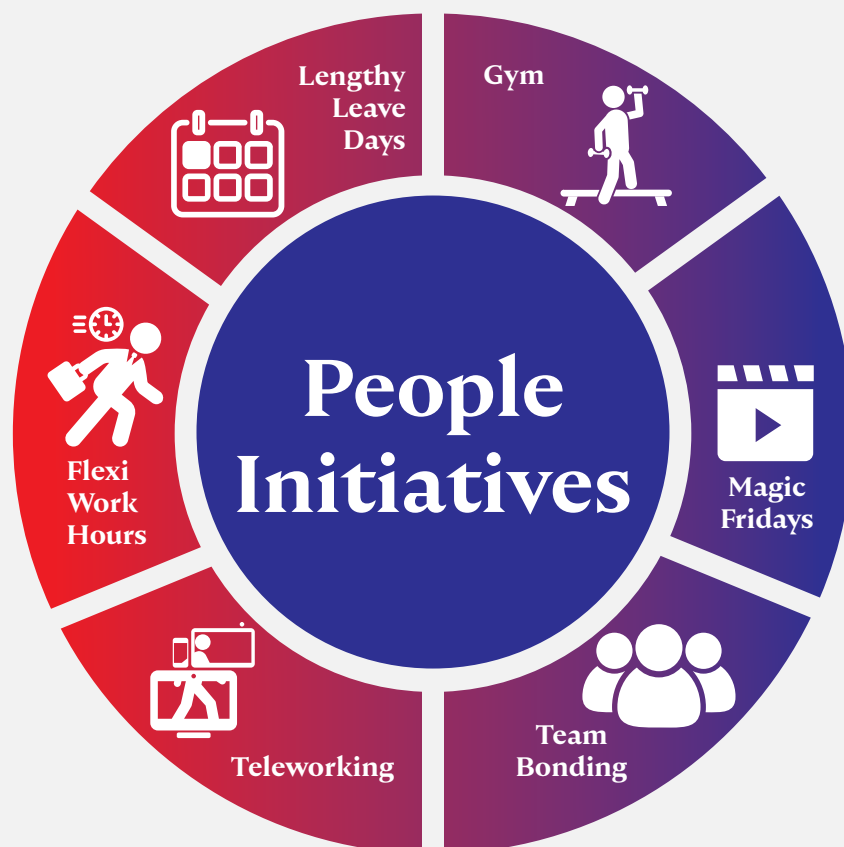 People
Initiatives
Gym
Magic
Fridays
Team
Bonding
Teleworking
Flexi
Work
Hours
Lengthy
Leave
Days